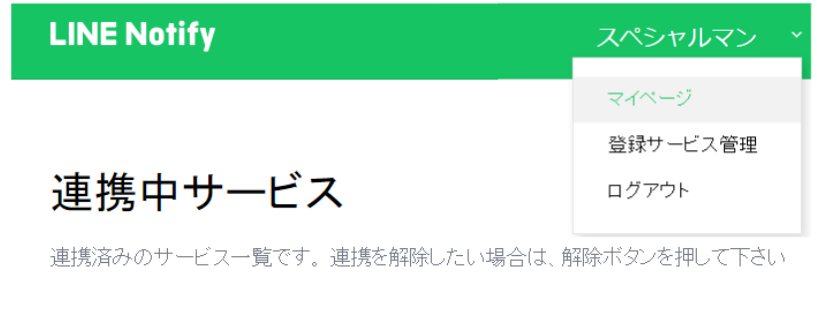 LINE Notify
スペシャルマン
マイページ
登録サービス管理
ログアウト
連携中サービス
連携済みのサービス一覧です。連携を解除したい場合は、解除ボタンを押して下さい